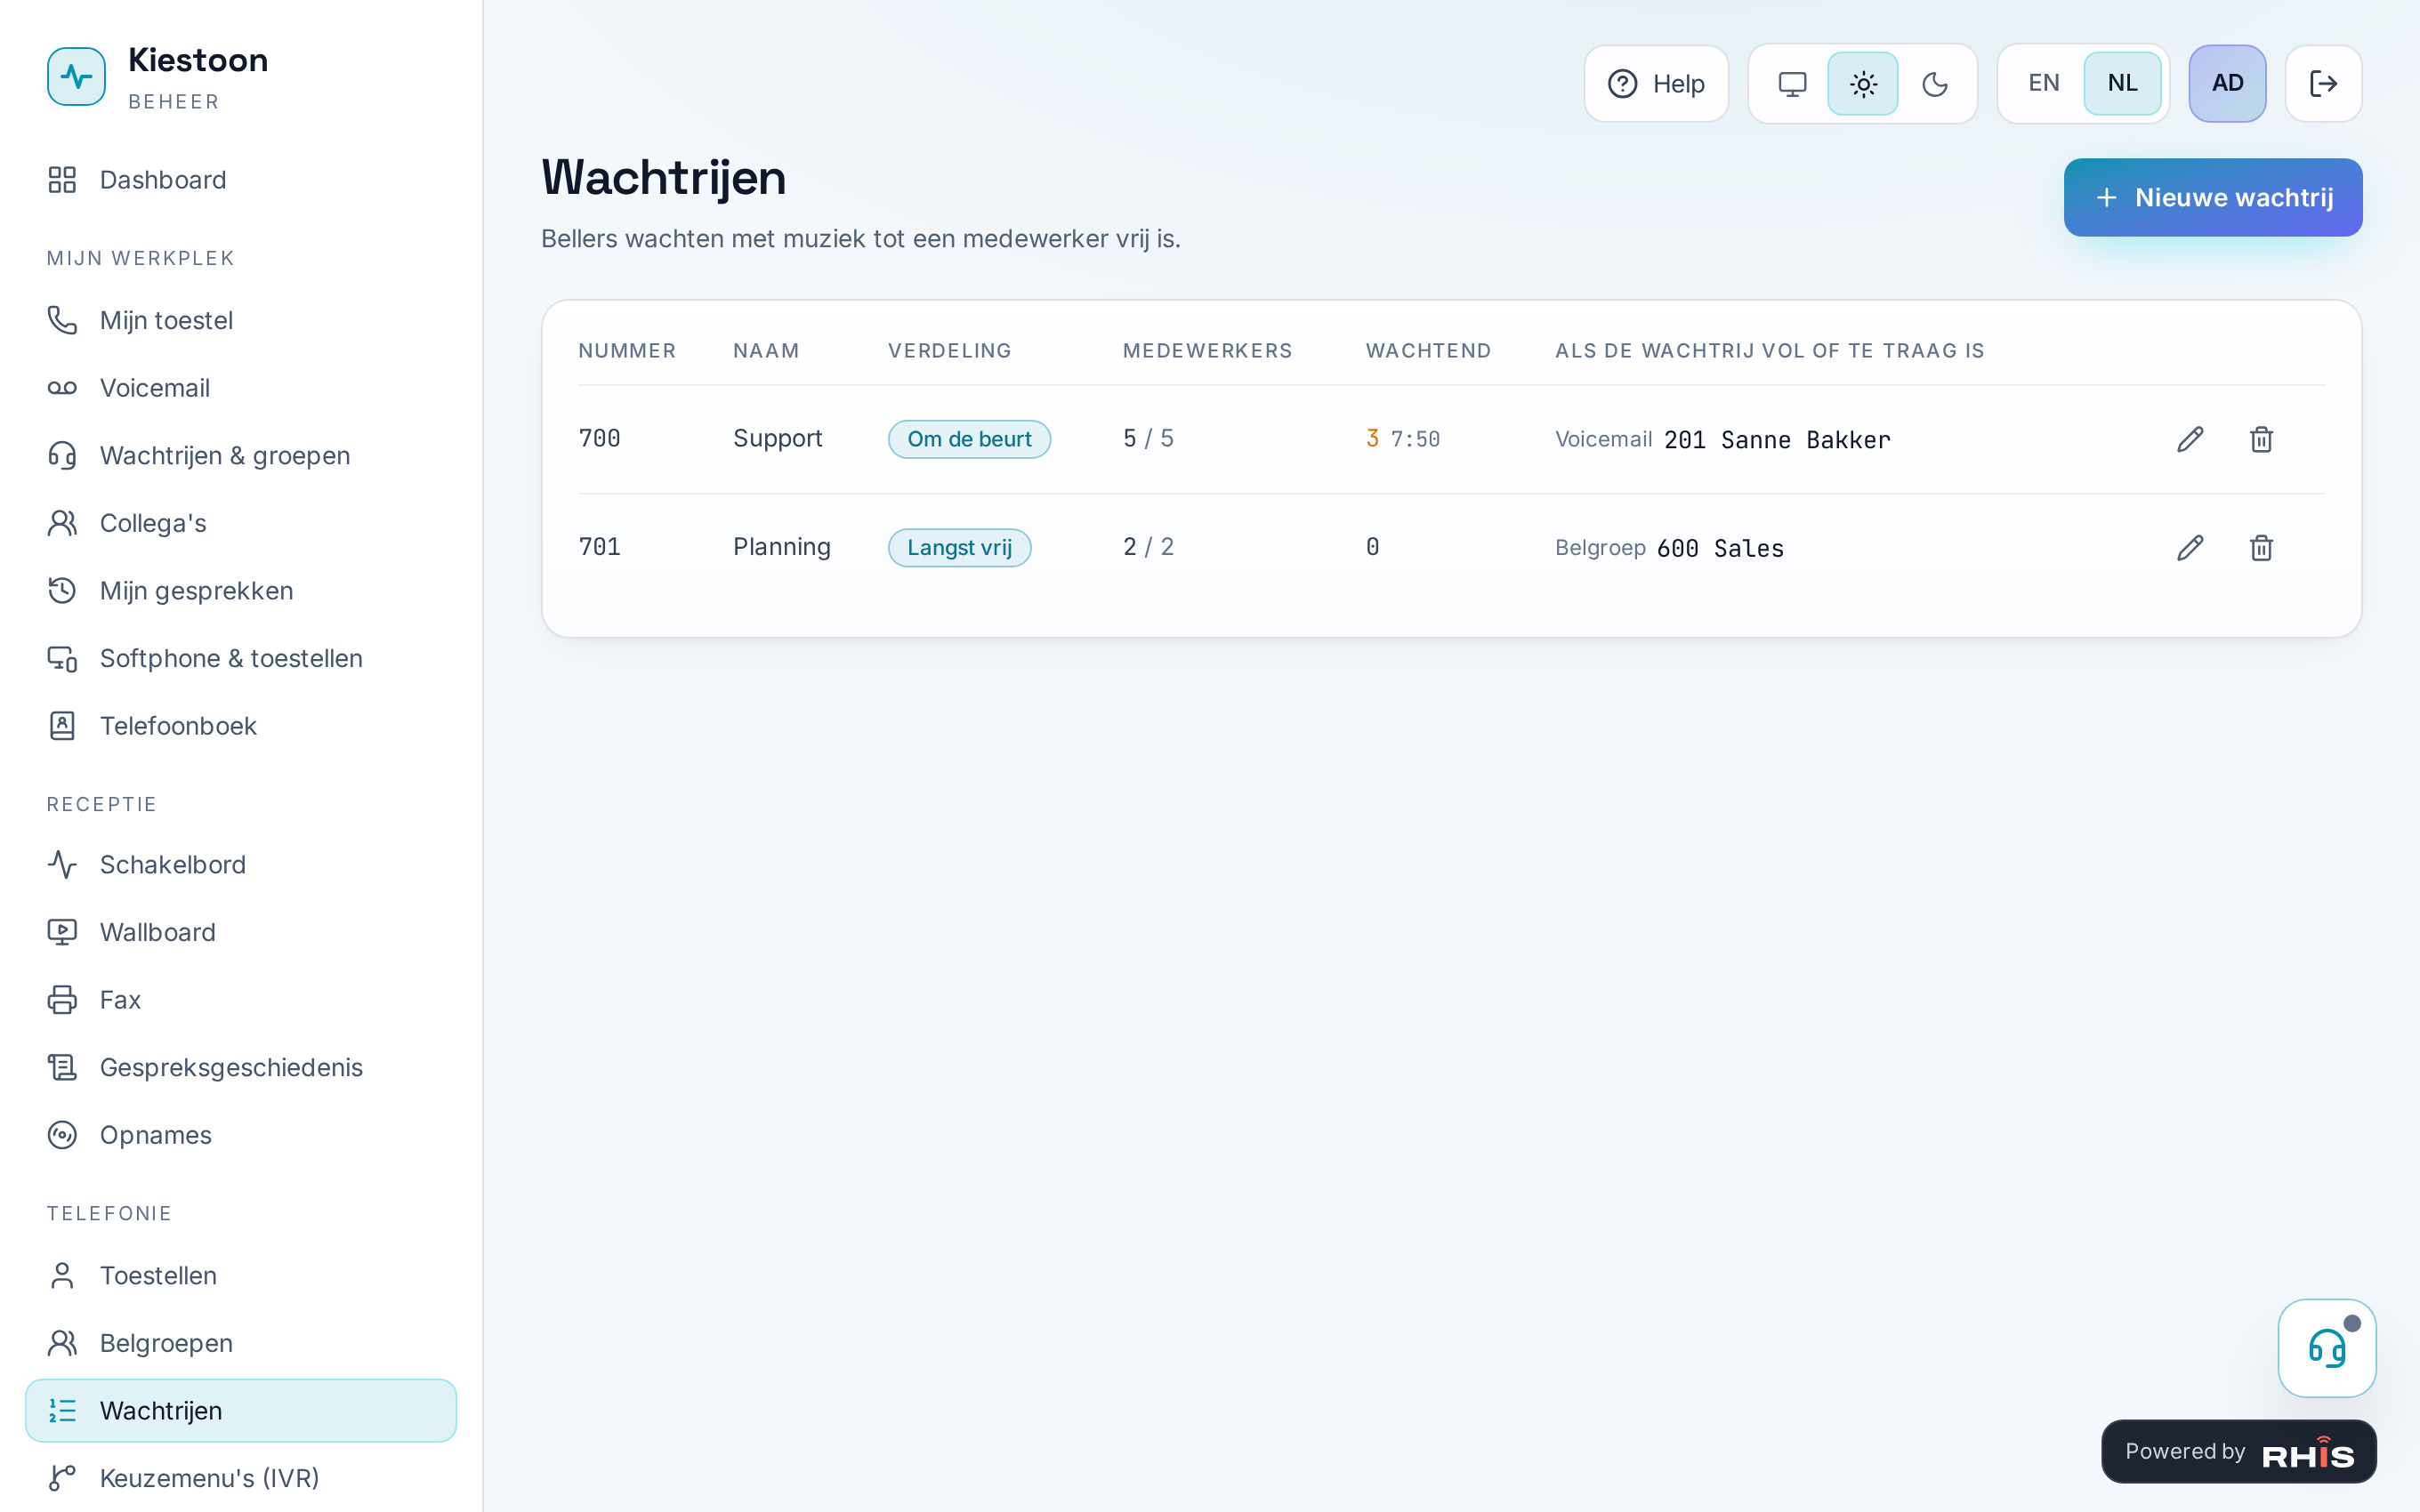 Kiestoon
BEHEER
Dashboard
MIJN WERKPLEK
Mijn toestel
Voicemail
Wachtrijen & groepen
Collega's
Mijn gesprekken
Softphone & toestellen
Telefoonboek
RECEPTIE
Schakelbord
Wallboard
Fax
Gespreksgeschiedenis
Opnames
TELEFONIE
Toestellen
Belgroepen
Wachtrijen
Keuzemenu's (IVR)
Help
EN NL
AD
Wachtrijen
Bellers wachten met muziek tot een medewerker vrij is.
Nieuwe wachtrij
NUMMER NAAM VERDELING MEDEWERKERS WACHTEND ALS DE WACHTRIJ VOL OF TE TRAAG IS
700 Support Om de beurt 5 / 5 3 7:50 Voicemail 201 Sanne Bakker
701 Planning Langst vrij 2 / 2 0 Belgroep 600 Sales
Powered by RHIS